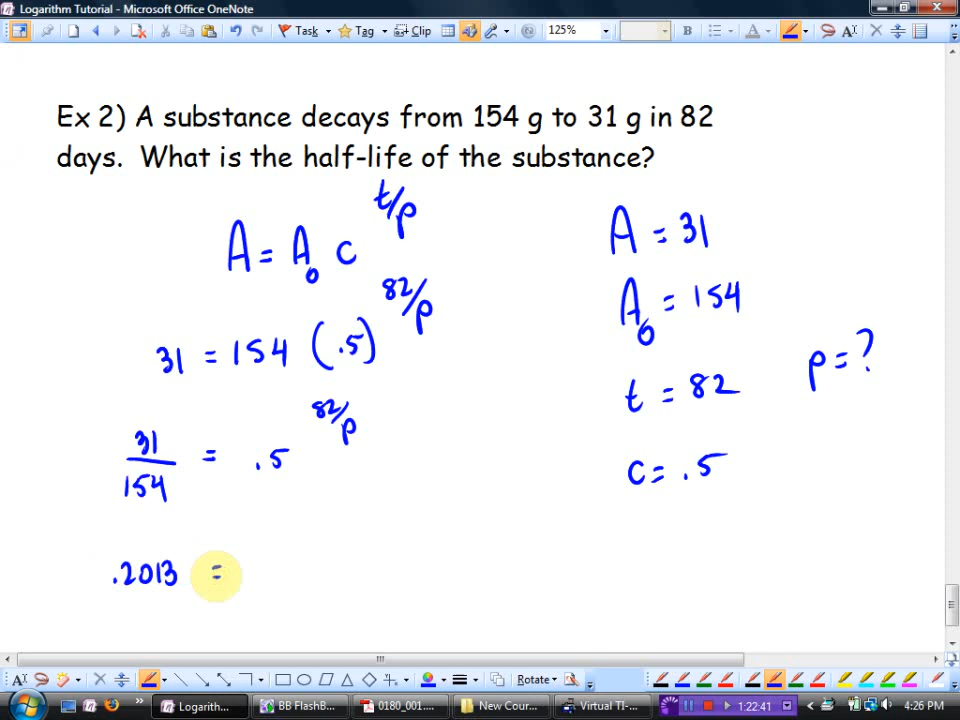 Logarithm Tutorial - Microsoft Office OneNote
Task Tag Clip 125% B A
Ex 2) A substance decays from 154 g to 31 g in 82
days. What is the half-life of the substance?
A = A₀ c^(t/p)
31 = 154 (.5)^(82/p)
31/154 = .5^(82/p)
.2013 =
A = 31
A₀ = 154
t = 82
c = .5
p = ?
Rotate
Logarith... BB FlashB... 0180_001.... New Cour... Virtual TI-... 1:22:41 4:26 PM